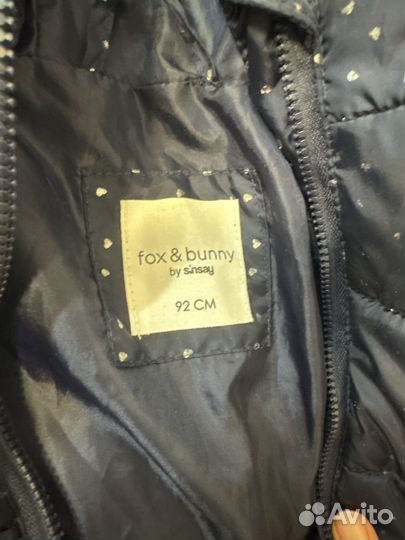 fox & bunny
by sinsay
92 CM
Avito